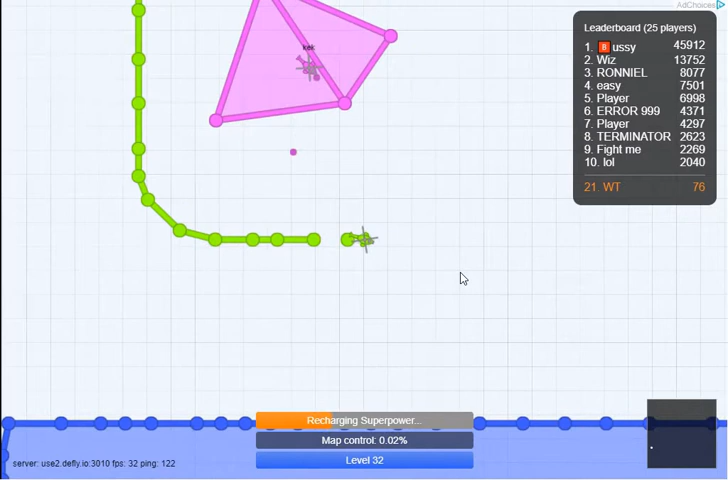 AdChoices
Leaderboard (25 players)
1. B ussy 45912
2. Wiz 13752
3. RONNIEL 8077
4. easy 7501
5. Player 6998
6. ERROR 999 4371
7. Player 4297
8. TERMINATOR 2623
9. Fight me 2269
10. lol 2040
21 WT 76
kek
Recharging Superpower...
Map control: 0.02%
Level 32
server: use2.defly.io:3010 fps: 32 ping: 122